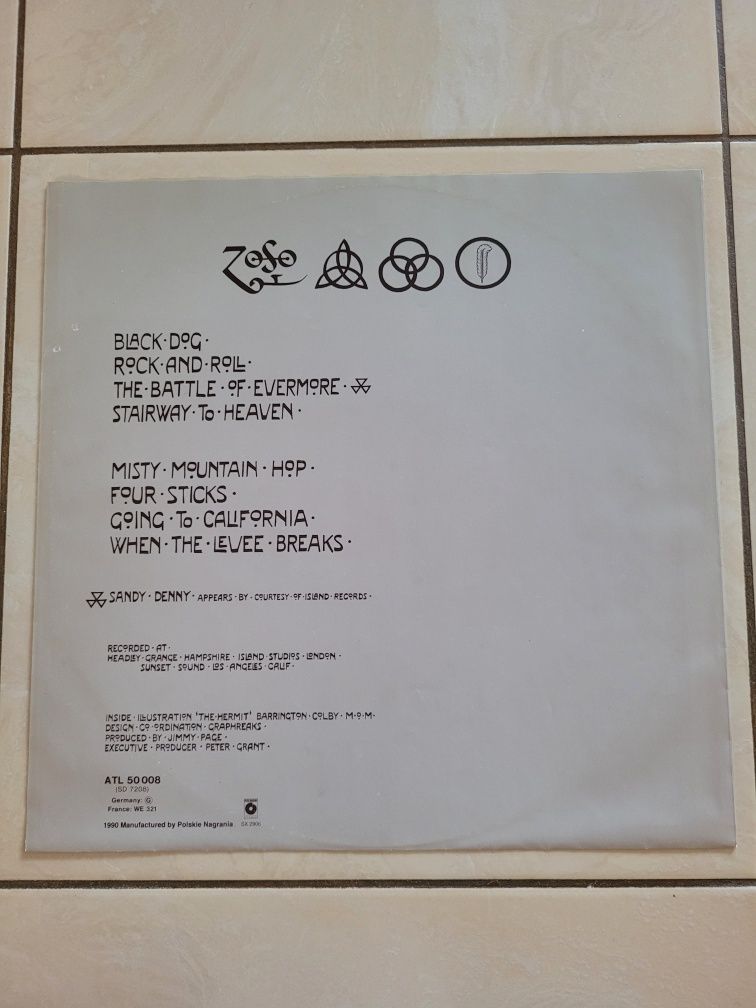 ZoSo
BLACK·DOG·
ROCK·AND·ROLL·
THE·BATTLE·OF·EVERMORE·
STAIRWAY·To·HEAVEN·
MISTY·MOUNTAIN·HOP·
FOUR·STICKS·
GOING·To·CALIFORNIA·
WHEN·THE·LEVEE·BREAKS·
SANDY·DENNY·APPEARS·BY·COURTESY·OF·ISLAND·RECORDS·
RECORDED·AT·
HEADLEY·GRANGE·HAMPSHIRE·ISLAND·STUDIOS·LONDON·
SUNSET·SOUND·LOS·ANGELES·CALIF·
INSIDE·ILLUSTRATION 'THE·HERMIT' BARRINGTON·COLBY·M·O·M·
DESIGN·CO·ORDINATION·GRAPHREAKS·
PRODUCED·BY·JIMMY·PAGE·
EXECUTIVE·PRODUCER·PETER·GRANT·
ATL 50 008
(SD 7208)
Germany: Ⓖ
France: WE 321
1990 Manufactured by Polskie Nagrania